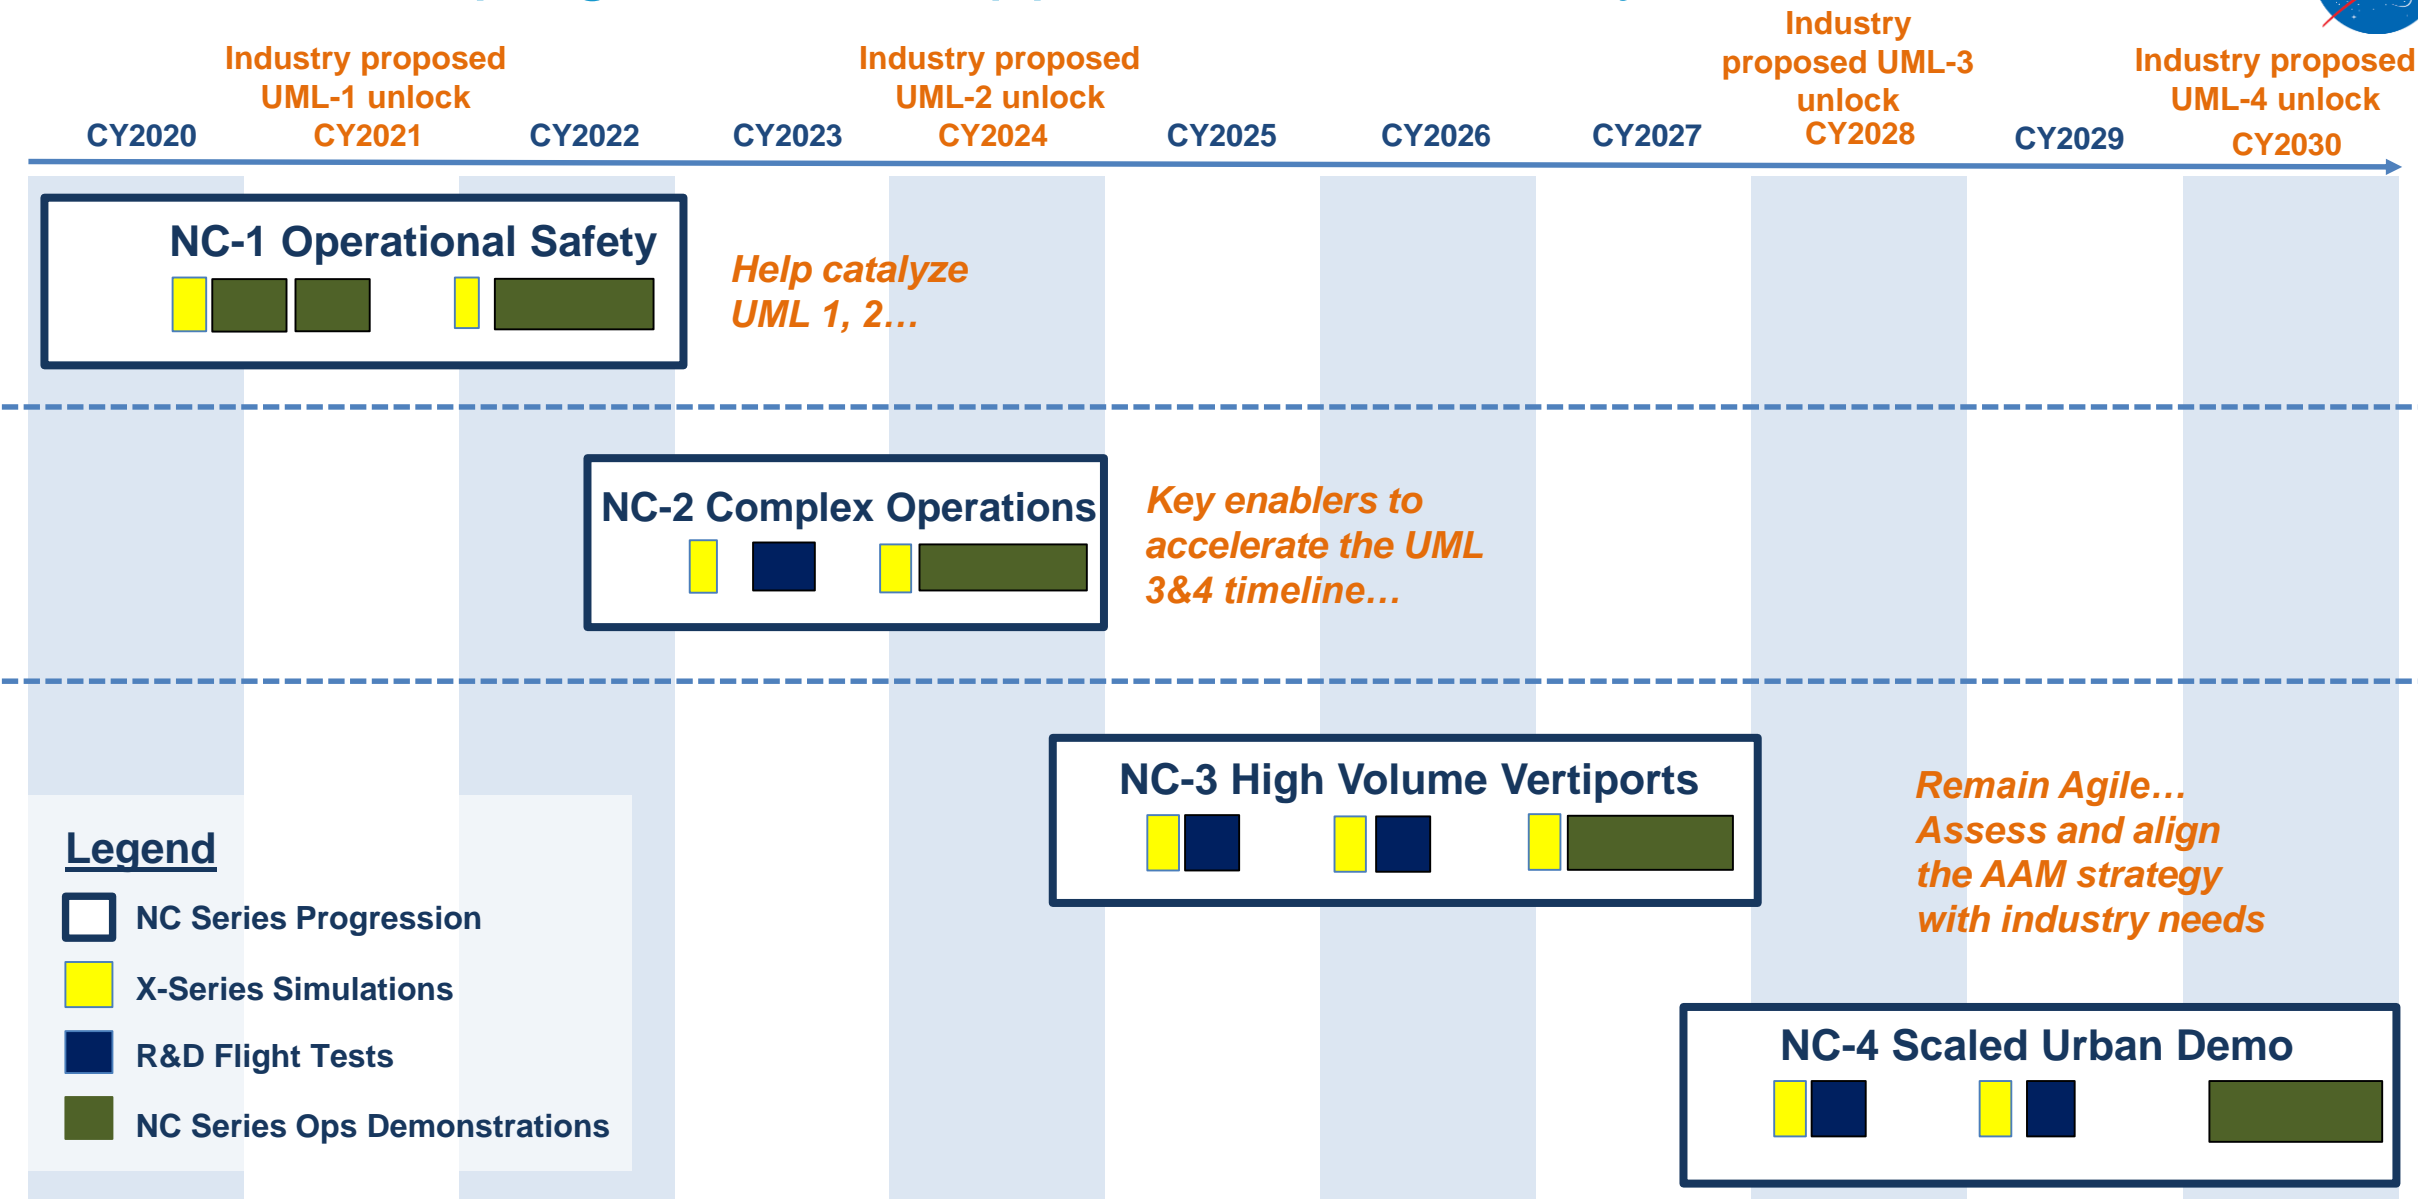 Industry proposed
UML-1 unlock
CY2021
Industry proposed
UML-2 unlock
CY2024
Industry
proposed UML-3
unlock
CY2028
Industry proposed
UML-4 unlock
CY2030
CY2020
CY2022
CY2023
CY2025
CY2026
CY2027
CY2029
NC-1 Operational Safety
Help catalyze
UML 1, 2…
NC-2 Complex Operations
Key enablers to
accelerate the UML
3&4 timeline…
NC-3 High Volume Vertiports
Remain Agile…
Assess and align
the AAM strategy
with industry needs
NC-4 Scaled Urban Demo
Legend
NC Series Progression
X-Series Simulations
R&D Flight Tests
NC Series Ops Demonstrations